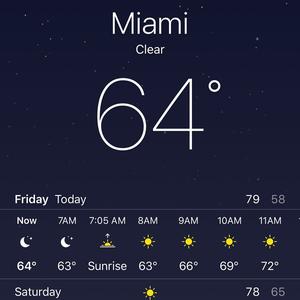 Miami
Clear
64°
Friday Today 79 58
Now 7AM 7:05 AM 8AM 9AM 10AM 11AM
64° 63° Sunrise 63° 66° 69° 72°
Saturday 78 65